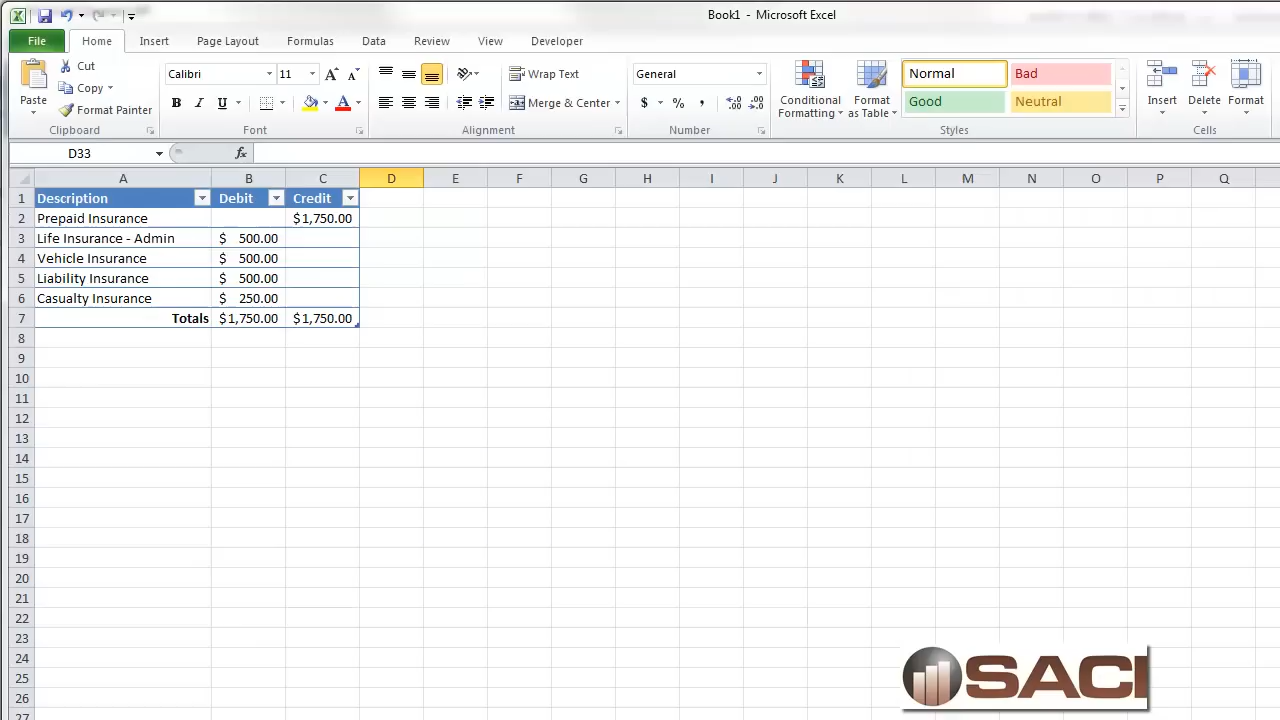 Book1 - Microsoft Excel
File Home Insert Page Layout Formulas Data Review View Developer
Paste
Cut
Copy
Format Painter
Clipboard
Calibri 11
B I U A
Font
Wrap Text
Merge & Center
Alignment
General
$ % ,
Number
Conditional Formatting
Format as Table
Normal Bad
Good Neutral
Styles
Insert Delete Format
Cells
D33 fx
A B C D E F G H I J K L M N O P Q
1 Description Debit Credit
2 Prepaid Insurance $1,750.00
3 Life Insurance - Admin $ 500.00
4 Vehicle Insurance $ 500.00
5 Liability Insurance $ 500.00
6 Casualty Insurance $ 250.00
7 Totals $1,750.00 $1,750.00
8
9
10
11
12
13
14
15
16
17
18
19
20
21
22
23
24
25
26
27
SACI